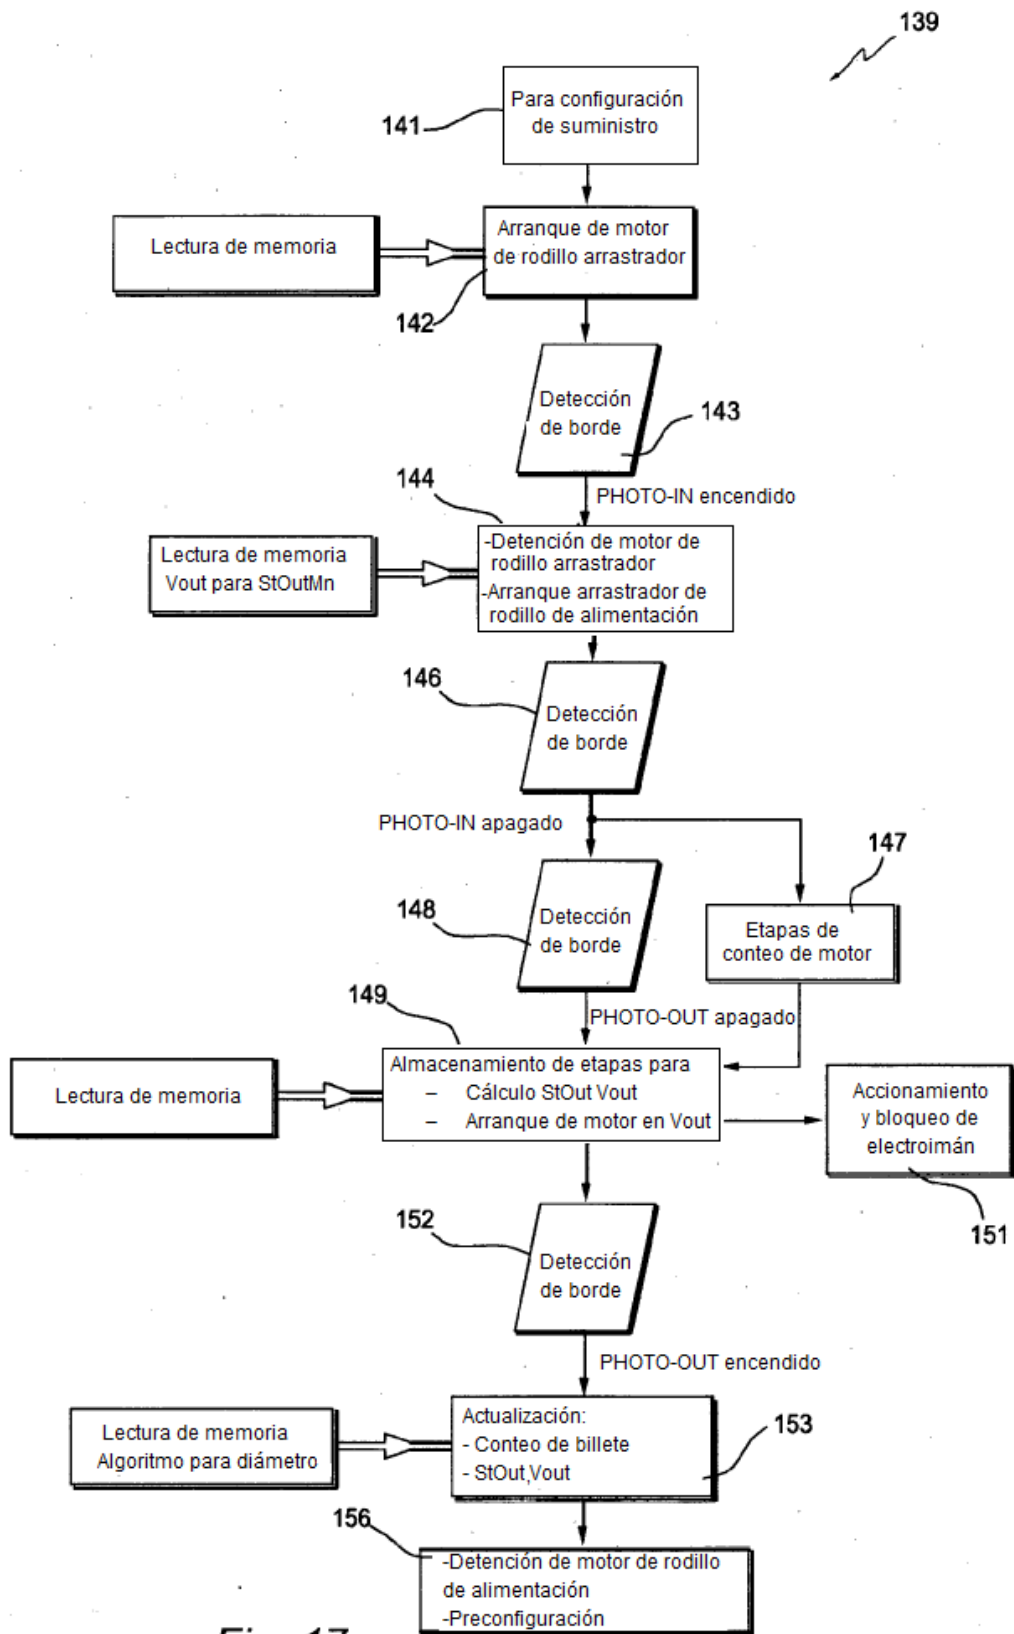 139
Para configuración
de suministro
141
Lectura de memoria
Arranque de motor
de rodillo arrastrador
142
Detección
de borde
143
PHOTO-IN encendido
144
Lectura de memoria
Vout para StOutMn
-Detención de motor de
rodillo arrastrador
-Arranque arrastrador de
rodillo de alimentación
146
Detección
de borde
PHOTO-IN apagado
147
148
Detección
de borde
Etapas de
conteo de motor
149
PHOTO-OUT apagado
Lectura de memoria
Almacenamiento de etapas para
– Cálculo StOut Vout
– Arranque de motor en Vout
Accionamiento
y bloqueo de
electroimán
151
152
Detección
de borde
PHOTO-OUT encendido
Lectura de memoria
Algoritmo para diámetro
Actualización:
- Conteo de billete
- StOut,Vout
153
156
-Detención de motor de rodillo
de alimentación
-Preconfiguración
Fig. 17